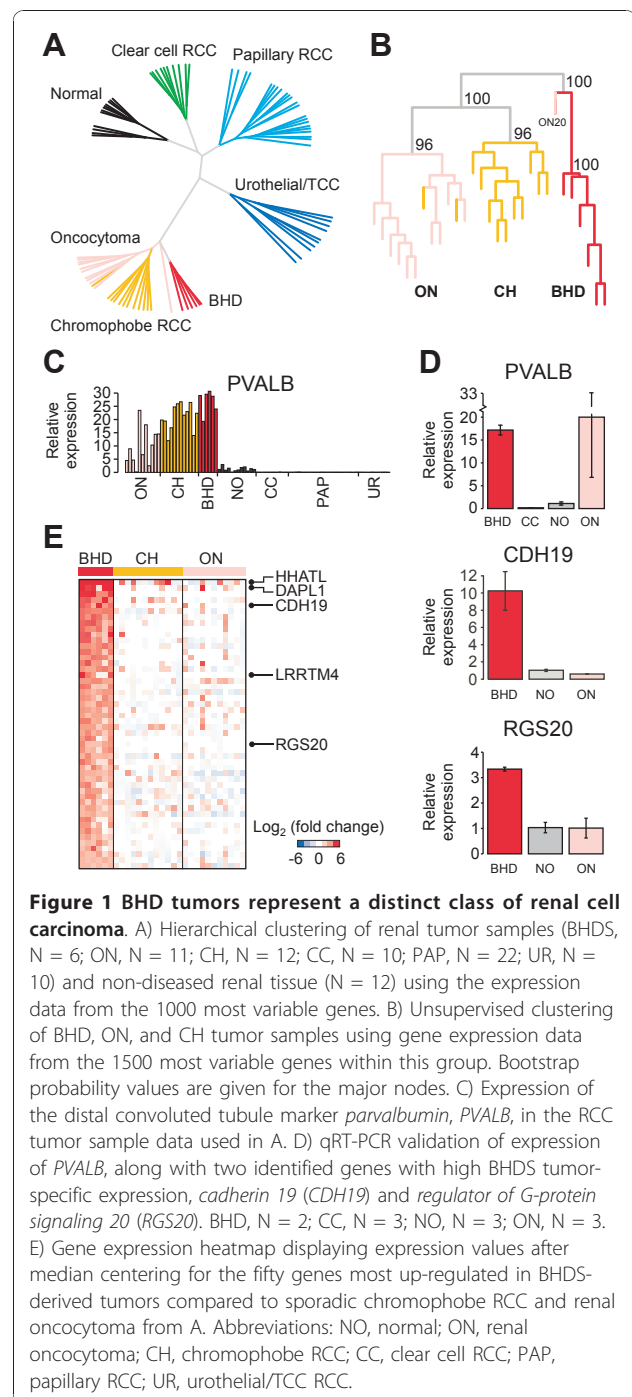 A
Clear cell RCC
Papillary RCC
Normal
Urothelial/TCC
Oncocytoma
BHD
Chromophobe RCC
B
100
100
ON20
96
96
100
ON
CH
BHD
C
PVALB
Relative
expression
30
25
20
15
10
5
0
ON
CH
BHD
NO
CC
PAP
UR
D
PVALB
Relative
expression
33
20
15
10
5
0
BHD
CC
NO
ON
CDH19
Relative
expression
12
10
8
6
4
2
0
BHD
NO
ON
RGS20
Relative
expression
4
3
2
1
0
BHD
NO
ON
E
BHD
CH
ON
HHATL
DAPL1
CDH19
LRRTM4
RGS20
Log2 (fold change)
-6 0 6
Figure 1 BHD tumors represent a distinct class of renal cell
carcinoma. A) Hierarchical clustering of renal tumor samples (BHDS,
N = 6; ON, N = 11; CH, N = 12; CC, N = 10; PAP, N = 22; UR, N =
10) and non-diseased renal tissue (N = 12) using the expression
data from the 1000 most variable genes. B) Unsupervised clustering
of BHD, ON, and CH tumor samples using gene expression data
from the 1500 most variable genes within this group. Bootstrap
probability values are given for the major nodes. C) Expression of
the distal convoluted tubule marker parvalbumin, PVALB, in the RCC
tumor sample data used in A. D) qRT-PCR validation of expression
of PVALB, along with two identified genes with high BHDS tumor-
specific expression, cadherin 19 (CDH19) and regulator of G-protein
signaling 20 (RGS20). BHD, N = 2; CC, N = 3; NO, N = 3; ON, N = 3.
E) Gene expression heatmap displaying expression values after
median centering for the fifty genes most up-regulated in BHDS-
derived tumors compared to sporadic chromophobe RCC and renal
oncocytoma from A. Abbreviations: NO, normal; ON, renal
oncocytoma; CH, chromophobe RCC; CC, clear cell RCC; PAP,
papillary RCC; UR, urothelial/TCC RCC.